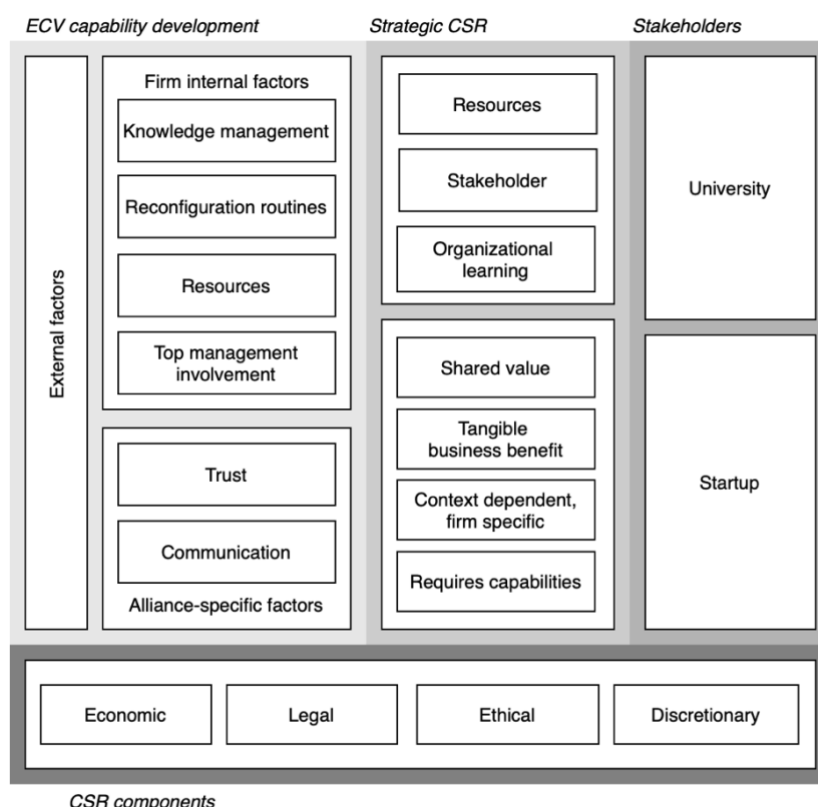 ECV capability development
Strategic CSR
Stakeholders
External factors
Firm internal factors
Knowledge management
Reconfiguration routines
Resources
Top management
involvement
Trust
Communication
Alliance-specific factors
Resources
Stakeholder
Organizational
learning
Shared value
Tangible
business benefit
Context dependent,
firm specific
Requires capabilities
University
Startup
Economic
Legal
Ethical
Discretionary
CSR components